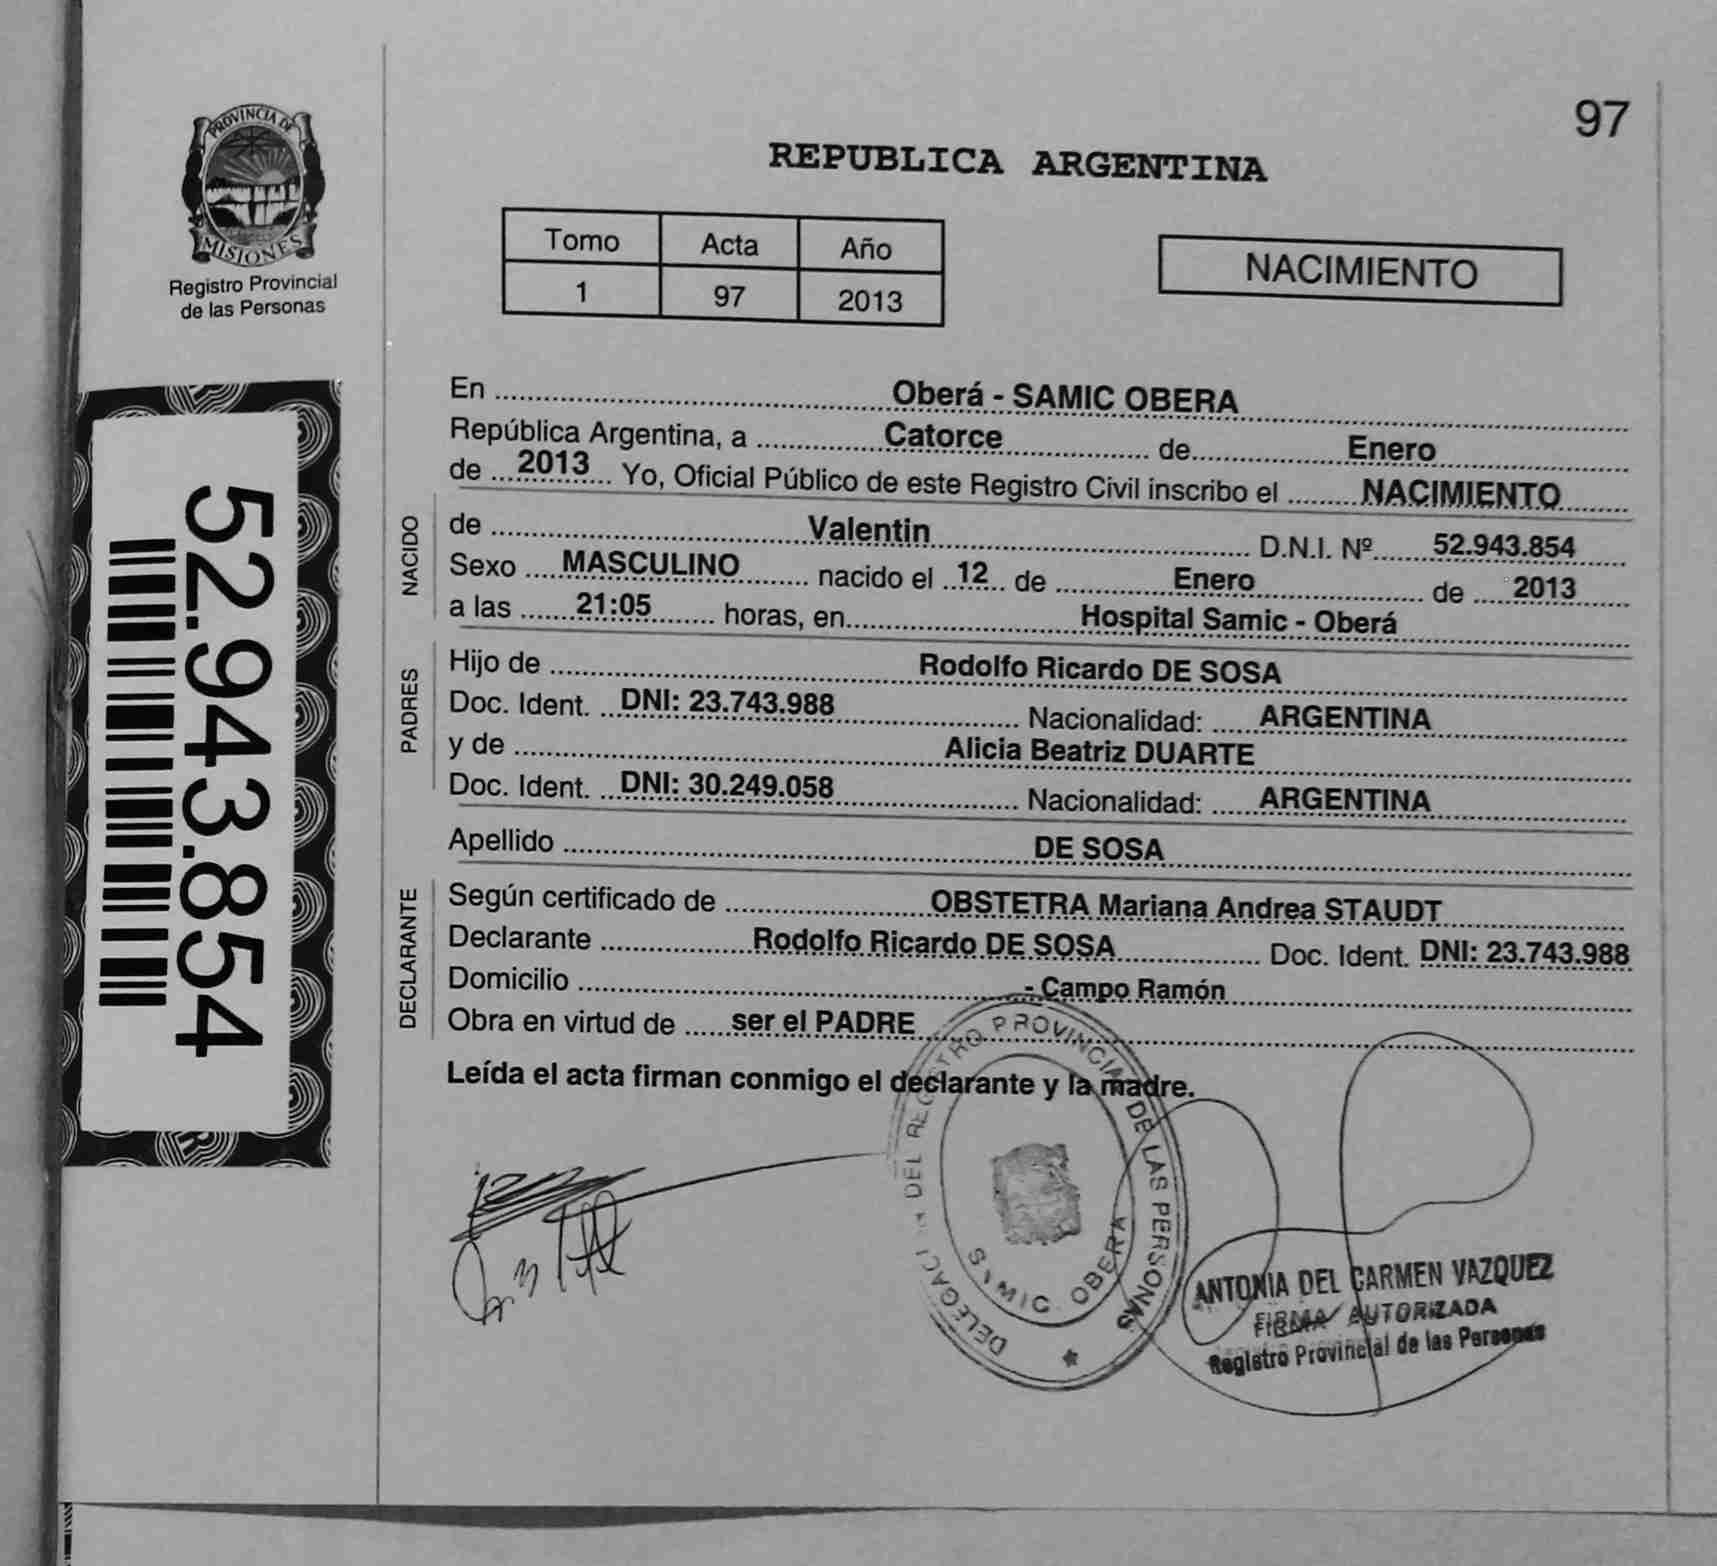 97
PROVINCIA DE
MISIONES
Registro Provincial
de las Personas
REPUBLICA ARGENTINA
Tomo Acta Año
1 97 2013
NACIMIENTO
52.943.854
En Oberá - SAMIC OBERA
República Argentina, a Catorce de Enero
de 2013 Yo, Oficial Público de este Registro Civil inscribo el NACIMIENTO
NACIDO
de Valentin D.N.I. Nº 52.943.854
Sexo MASCULINO nacido el 12 de Enero de 2013
a las 21:05 horas, en Hospital Samic - Oberá
PADRES
Hijo de Rodolfo Ricardo DE SOSA
Doc. Ident. DNI: 23.743.988 Nacionalidad: ARGENTINA
y de Alicia Beatriz DUARTE
Doc. Ident. DNI: 30.249.058 Nacionalidad: ARGENTINA
Apellido DE SOSA
DECLARANTE
Según certificado de OBSTETRA Mariana Andrea STAUDT
Declarante Rodolfo Ricardo DE SOSA Doc. Ident. DNI: 23.743.988
Domicilio - Campo Ramón
Obra en virtud de ser el PADRE
Leída el acta firman conmigo el declarante y la madre.
DEL REGISTRO PROVINCIAL DE LAS PERSONAS
SAMIC OBERA
ANTONIA DEL CARMEN VAZQUEZ
FIRMA AUTORIZADA
Registro Provincial de las Personas